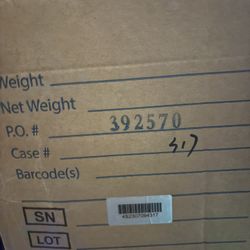 Weight
Net Weight
P.O. # 392570
Case # 317
Barcode(s)
SN
LOT